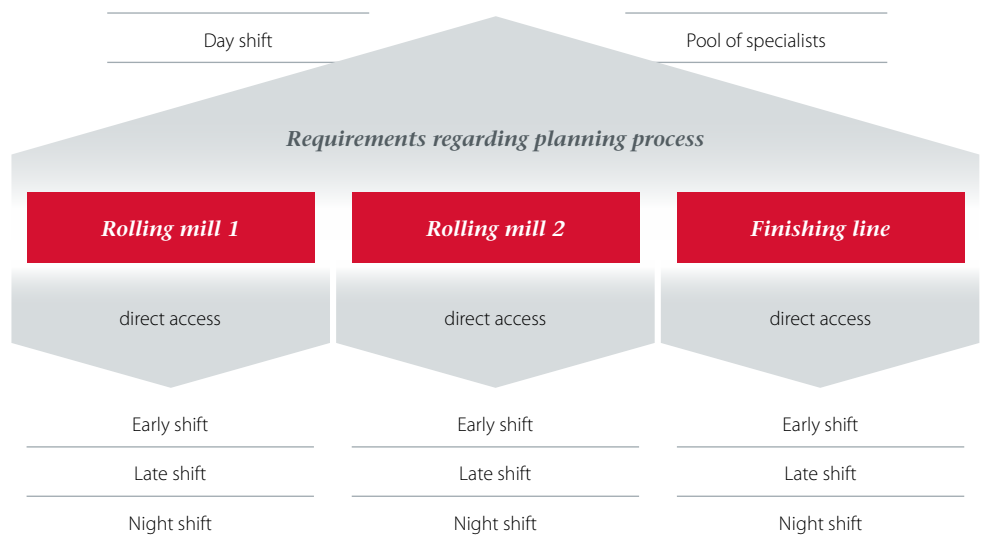 Day shift
Pool of specialists
Requirements regarding planning process
Rolling mill 1
Rolling mill 2
Finishing line
direct access
direct access
direct access
Early shift
Early shift
Early shift
Late shift
Late shift
Late shift
Night shift
Night shift
Night shift